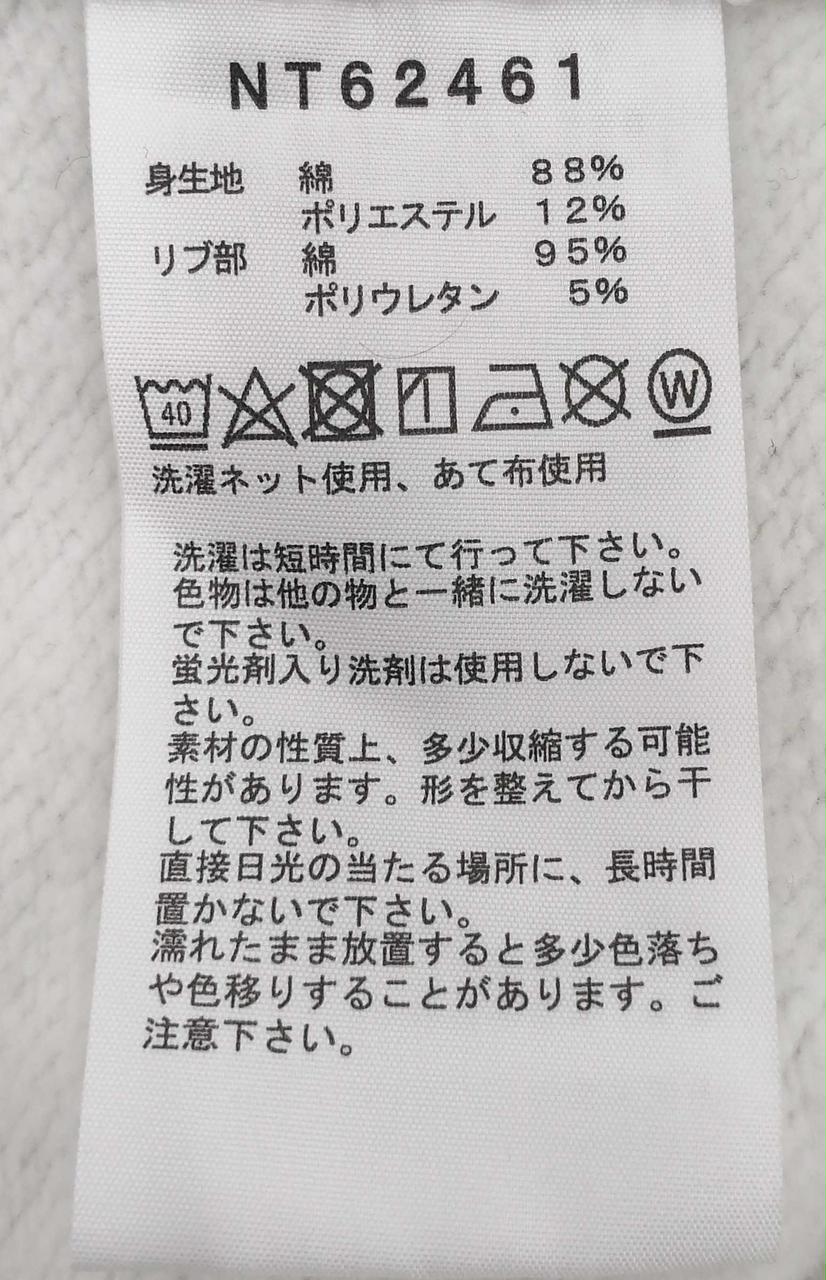 NT62461
身生地 綿 88%
ポリエステル 12%
リブ部 綿 95%
ポリウレタン 5%
40 W
洗濯ネット使用、あて布使用
洗濯は短時間にて行って下さい。
色物は他の物と一緒に洗濯しない
で下さい。
蛍光剤入り洗剤は使用しないで下
さい。
素材の性質上、多少収縮する可能
性があります。形を整えてから干
して下さい。
直接日光の当たる場所に、長時間
置かないで下さい。
濡れたまま放置すると多少色落ち
や色移りすることがあります。ご
注意下さい。